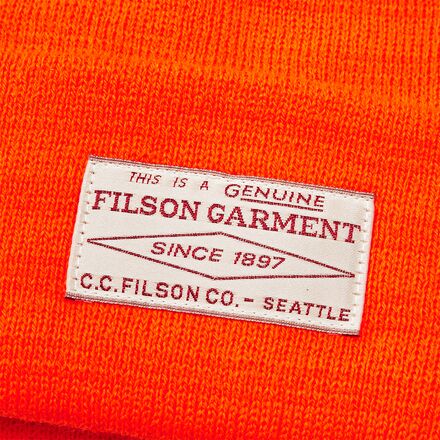 THIS IS A GENUINE
FILSON GARMENT
SINCE 1897
C.C. FILSON CO. - SEATTLE